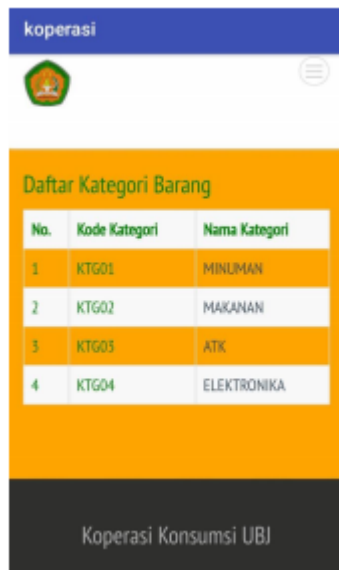 koperasi
Daftar Kategori Barang
No. Kode Kategori Nama Kategori
1 KTG01 MINUMAN
2 KTG02 MAKANAN
3 KTG03 ATK
4 KTG04 ELEKTRONIKA
Koperasi Konsumsi UBJ